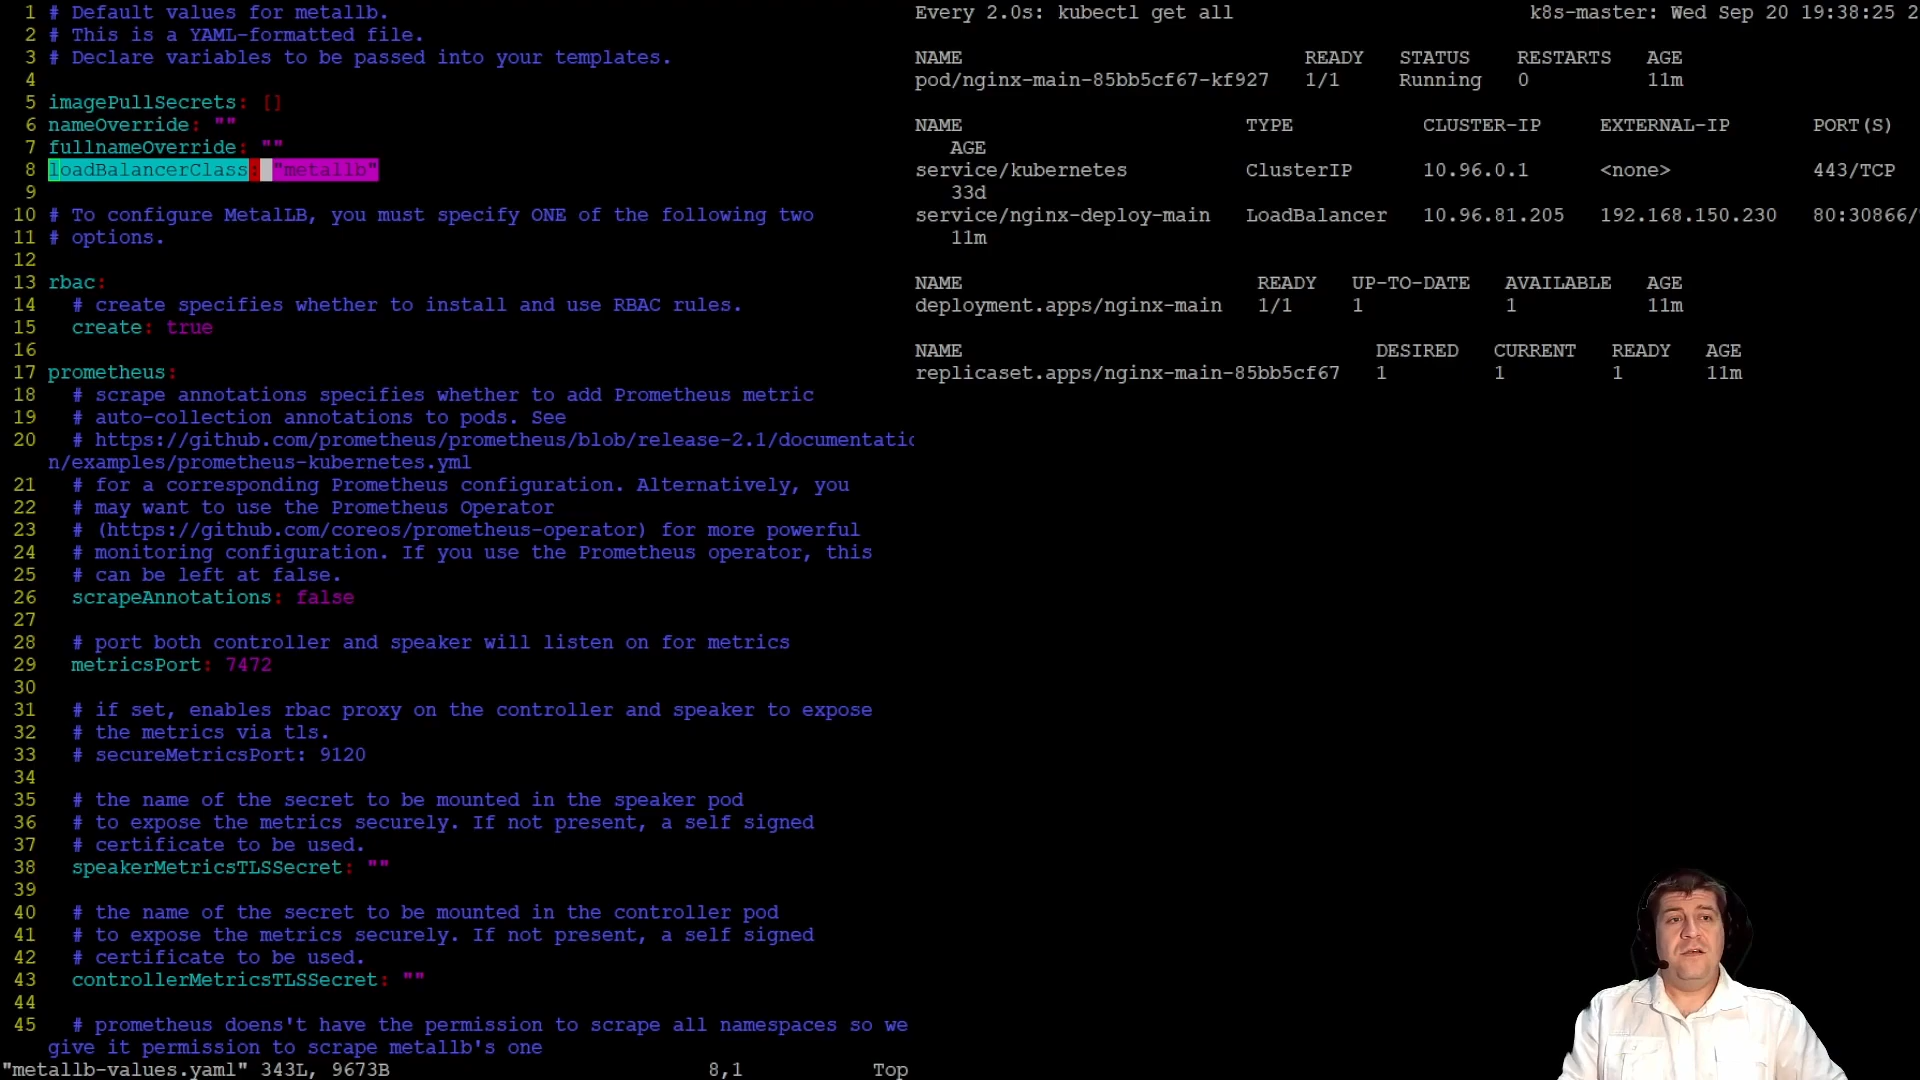 1 # Default values for metallb.
2 # This is a YAML-formatted file.
3 # Declare variables to be passed into your templates.
4
5 imagePullSecrets: []
6 nameOverride: ""
7 fullnameOverride: ""
8 loadBalancerClass: "metallb"
9
10 # To configure MetalLB, you must specify ONE of the following two
11 # options.
12
13 rbac:
14 # create specifies whether to install and use RBAC rules.
15 create: true
16
17 prometheus:
18 # scrape annotations specifies whether to add Prometheus metric
19 # auto-collection annotations to pods. See
20 # https://github.com/prometheus/prometheus/blob/release-2.1/documentatio
n/examples/prometheus-kubernetes.yml
21 # for a corresponding Prometheus configuration. Alternatively, you
22 # may want to use the Prometheus Operator
23 # (https://github.com/coreos/prometheus-operator) for more powerful
24 # monitoring configuration. If you use the Prometheus operator, this
25 # can be left at false.
26 scrapeAnnotations: false
27
28 # port both controller and speaker will listen on for metrics
29 metricsPort: 7472
30
31 # if set, enables rbac proxy on the controller and speaker to expose
32 # the metrics via tls.
33 # secureMetricsPort: 9120
34
35 # the name of the secret to be mounted in the speaker pod
36 # to expose the metrics securely. If not present, a self signed
37 # certificate to be used.
38 speakerMetricsTLSSecret: ""
39
40 # the name of the secret to be mounted in the controller pod
41 # to expose the metrics securely. If not present, a self signed
42 # certificate to be used.
43 controllerMetricsTLSSecret: ""
44
45 # prometheus doens't have the permission to scrape all namespaces so we
give it permission to scrape metallb's one
"metallb-values.yaml" 343L, 9673B 8,1 Top
Every 2.0s: kubectl get all k8s-master: Wed Sep 20 19:38:25 2
NAME READY STATUS RESTARTS AGE
pod/nginx-main-85bb5cf67-kf927 1/1 Running 0 11m
NAME TYPE CLUSTER-IP EXTERNAL-IP PORT(S)
AGE
service/kubernetes ClusterIP 10.96.0.1 <none> 443/TCP
33d
service/nginx-deploy-main LoadBalancer 10.96.81.205 192.168.150.230 80:30866/
11m
NAME READY UP-TO-DATE AVAILABLE AGE
deployment.apps/nginx-main 1/1 1 1 11m
NAME DESIRED CURRENT READY AGE
replicaset.apps/nginx-main-85bb5cf67 1 1 1 11m